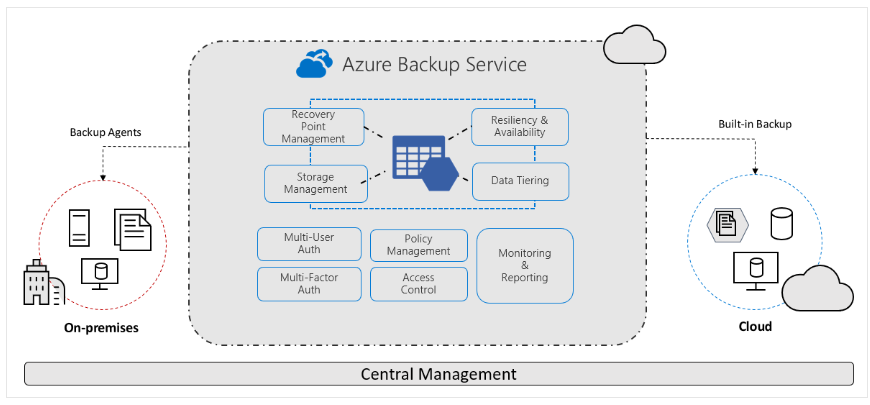 Azure Backup Service
Recovery
Point
Management
Resiliency &
Availability
Storage
Management
Data Tiering
Backup Agents
Built-in Backup
Multi-User
Auth
Policy
Management
Monitoring
&
Reporting
Multi-Factor
Auth
Access
Control
On-premises
Cloud
Central Management